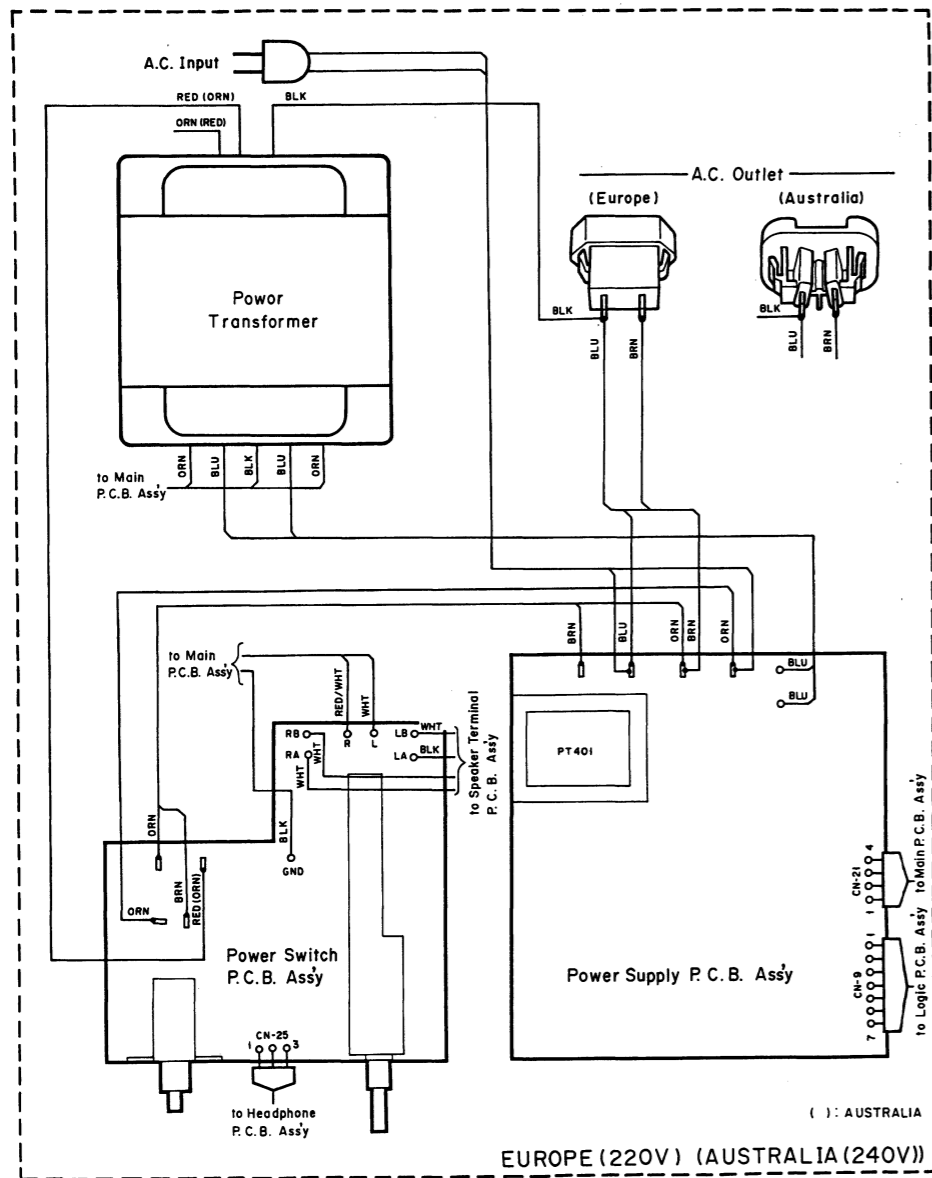 A.C. Input
RED (ORN)
BLK
ORN (RED)
A.C. Outlet
(Europe)
(Australia)
Powor
Transformer
BLK
BLU
BRN
BLK
BLU
BRN
ORN
BLU
BLK
BLU
ORN
to Main
P.C.B. Ass'y
BRN
BLU
ORN
BRN
ORN
BLU
BLU
to Main
P.C.B. Ass'y
RED/WHT
WHT
RB
R
L
LB
WHT
RA
WHT
WHT
LA
BLK
to Speaker Terminal
P.C.B. Ass'y
PT401
ORN
BLK
GND
BRN
RED(ORN)
ORN
4
CN-21
1
to Main P.C.B. Ass'y
1
CN-9
7
to Logic P.C.B. Ass'y
Power Switch
P.C.B. Ass'y
Power Supply P.C.B. Ass'y
CN-25
1
3
to Headphone
P.C.B. Ass'y
( ): AUSTRALIA
EUROPE (220V) (AUSTRALIA (240V))